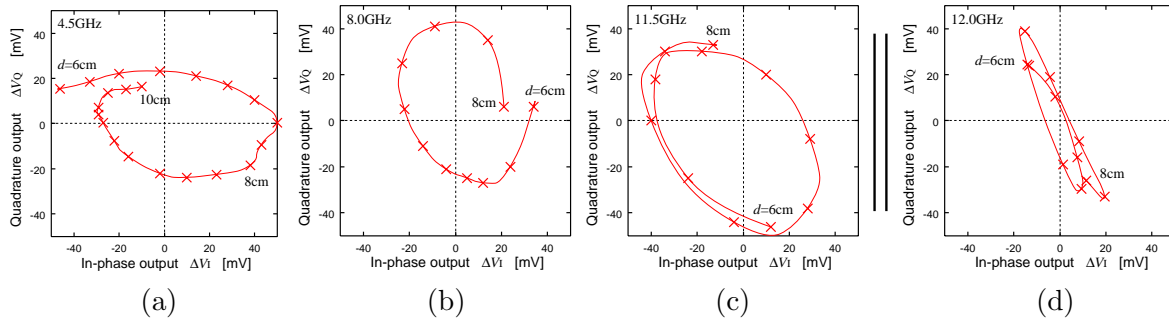 4.5GHz
d=6cm
10cm
8cm
40
20
0
-20
-40
-40 -20 0 20 40
Quadrature output ΔVQ [mV]
In-phase output ΔVI [mV]
(a)
8.0GHz
d=6cm
8cm
40
20
0
-20
-40
-40 -20 0 20 40
Quadrature output ΔVQ [mV]
In-phase output ΔVI [mV]
(b)
11.5GHz
8cm
d=6cm
40
20
0
-20
-40
-40 -20 0 20 40
Quadrature output ΔVQ [mV]
In-phase output ΔVI [mV]
(c)
12.0GHz
d=6cm
8cm
40
20
0
-20
-40
-40 -20 0 20 40
Quadrature output ΔVQ [mV]
In-phase output ΔVI [mV]
(d)